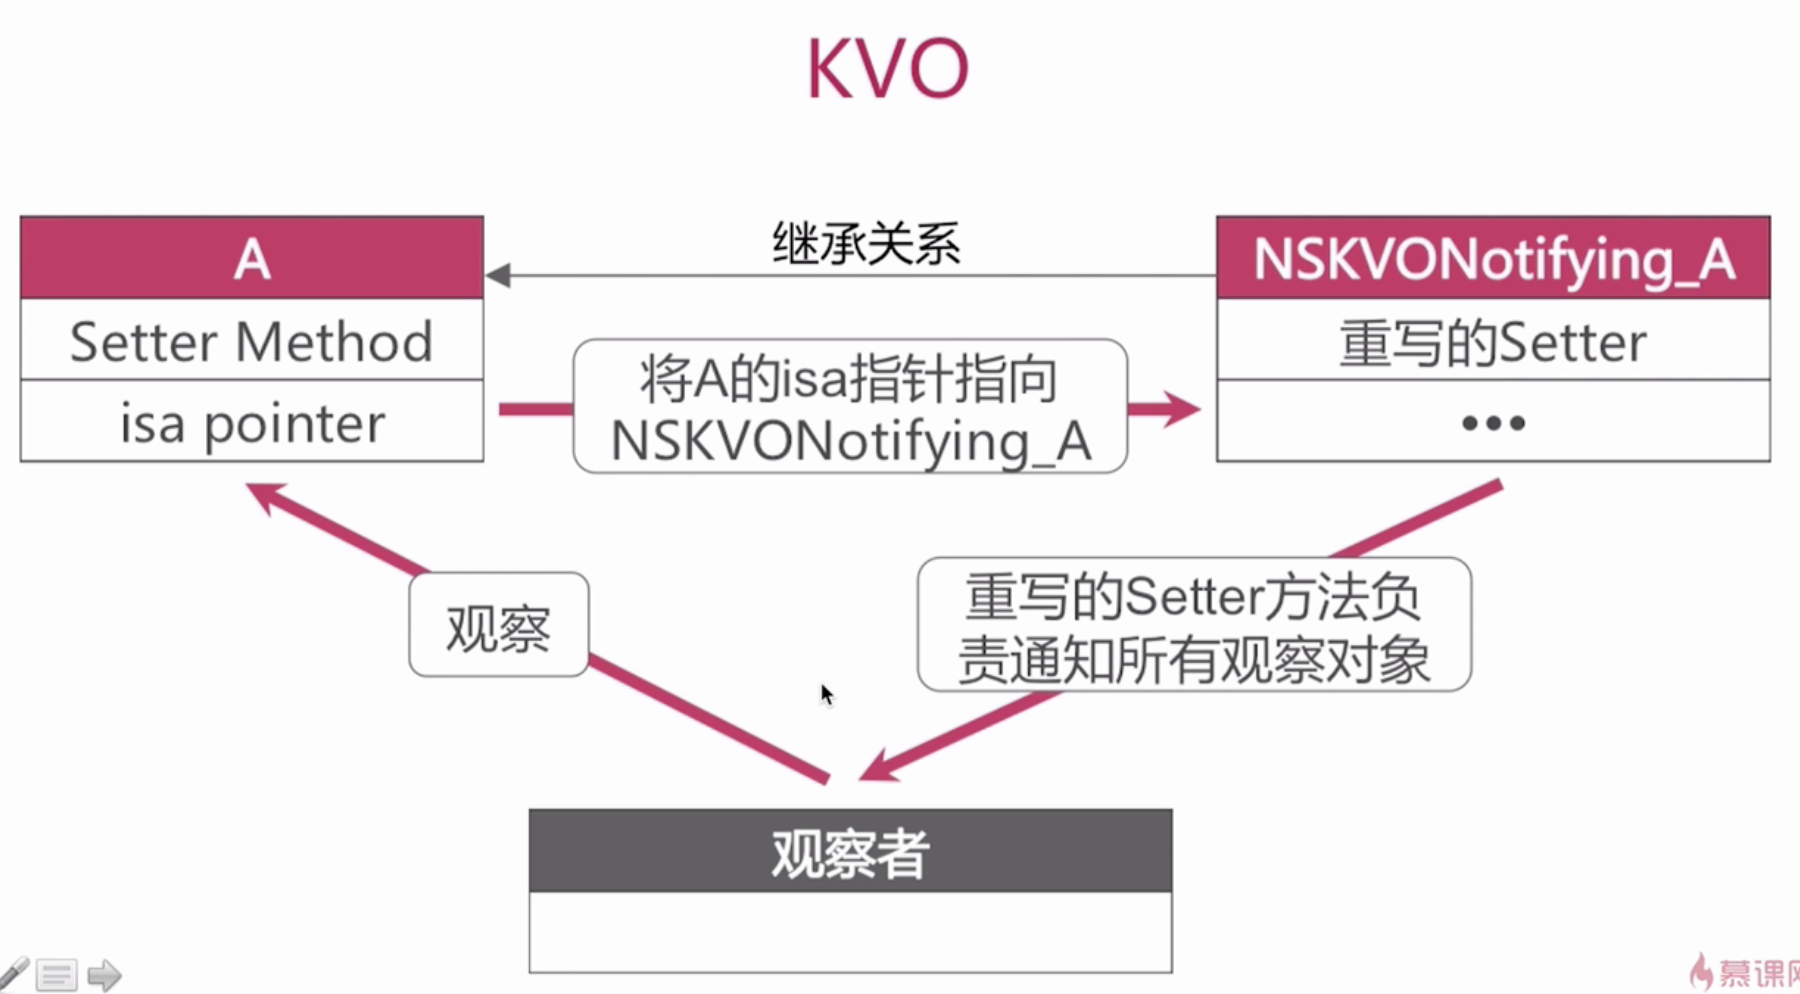 KVO
A
Setter Method
isa pointer
继承关系
将A的isa指针指向
NSKVONotifying_A
NSKVONotifying_A
重写的Setter
•••
观察
重写的Setter方法负
责通知所有观察对象
观察者
慕课网